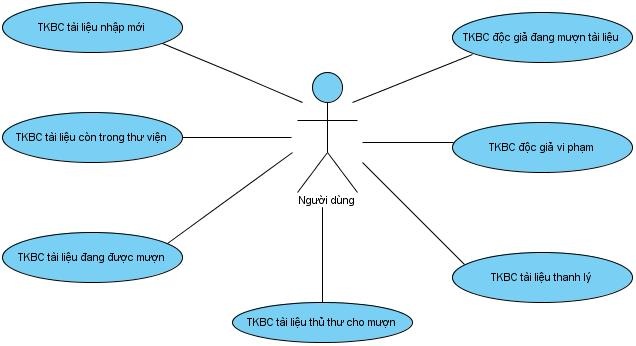 TKBC tài liệu nhập mới
TKBC độc giả đang mượn tài liệu
TKBC tài liệu còn trong thư viện
TKBC độc giả vi phạm
Người dùng
TKBC tài liệu đang được mượn
TKBC tài liệu thanh lý
TKBC tài liệu thủ thư cho mượn